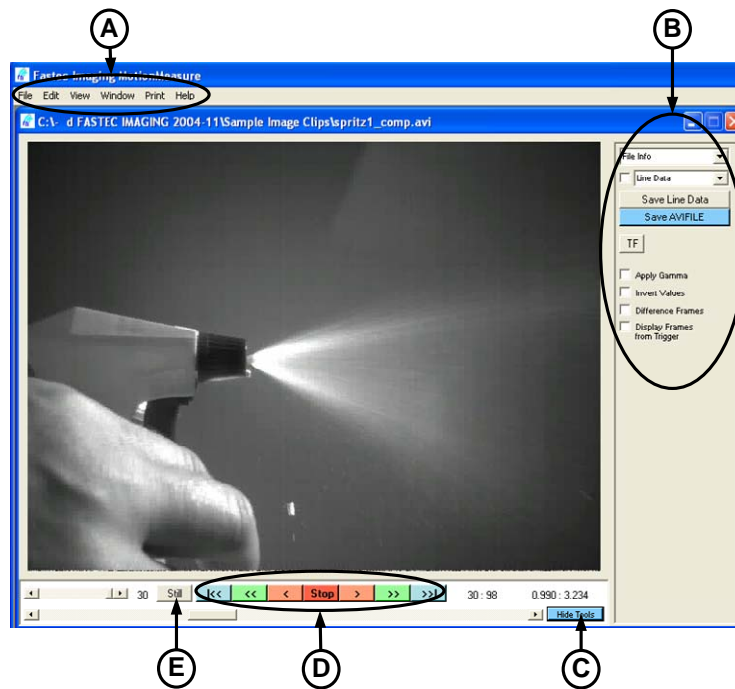 A
B
Fastec Imaging MotionMeasure
File Edit View Window Print Help
C:\- d FASTEC IMAGING 2004-11\Sample Image Clips\spritz1_comp.avi
File Info
Line Data
Save Line Data
Save AVIFILE
TF
Apply Gamma
Invert Values
Difference Frames
Display Frames
from Trigger
30 Still |<< << < Stop > >> >>| 30 : 98 0.990 : 3.234
Hide Tools
E
D
C